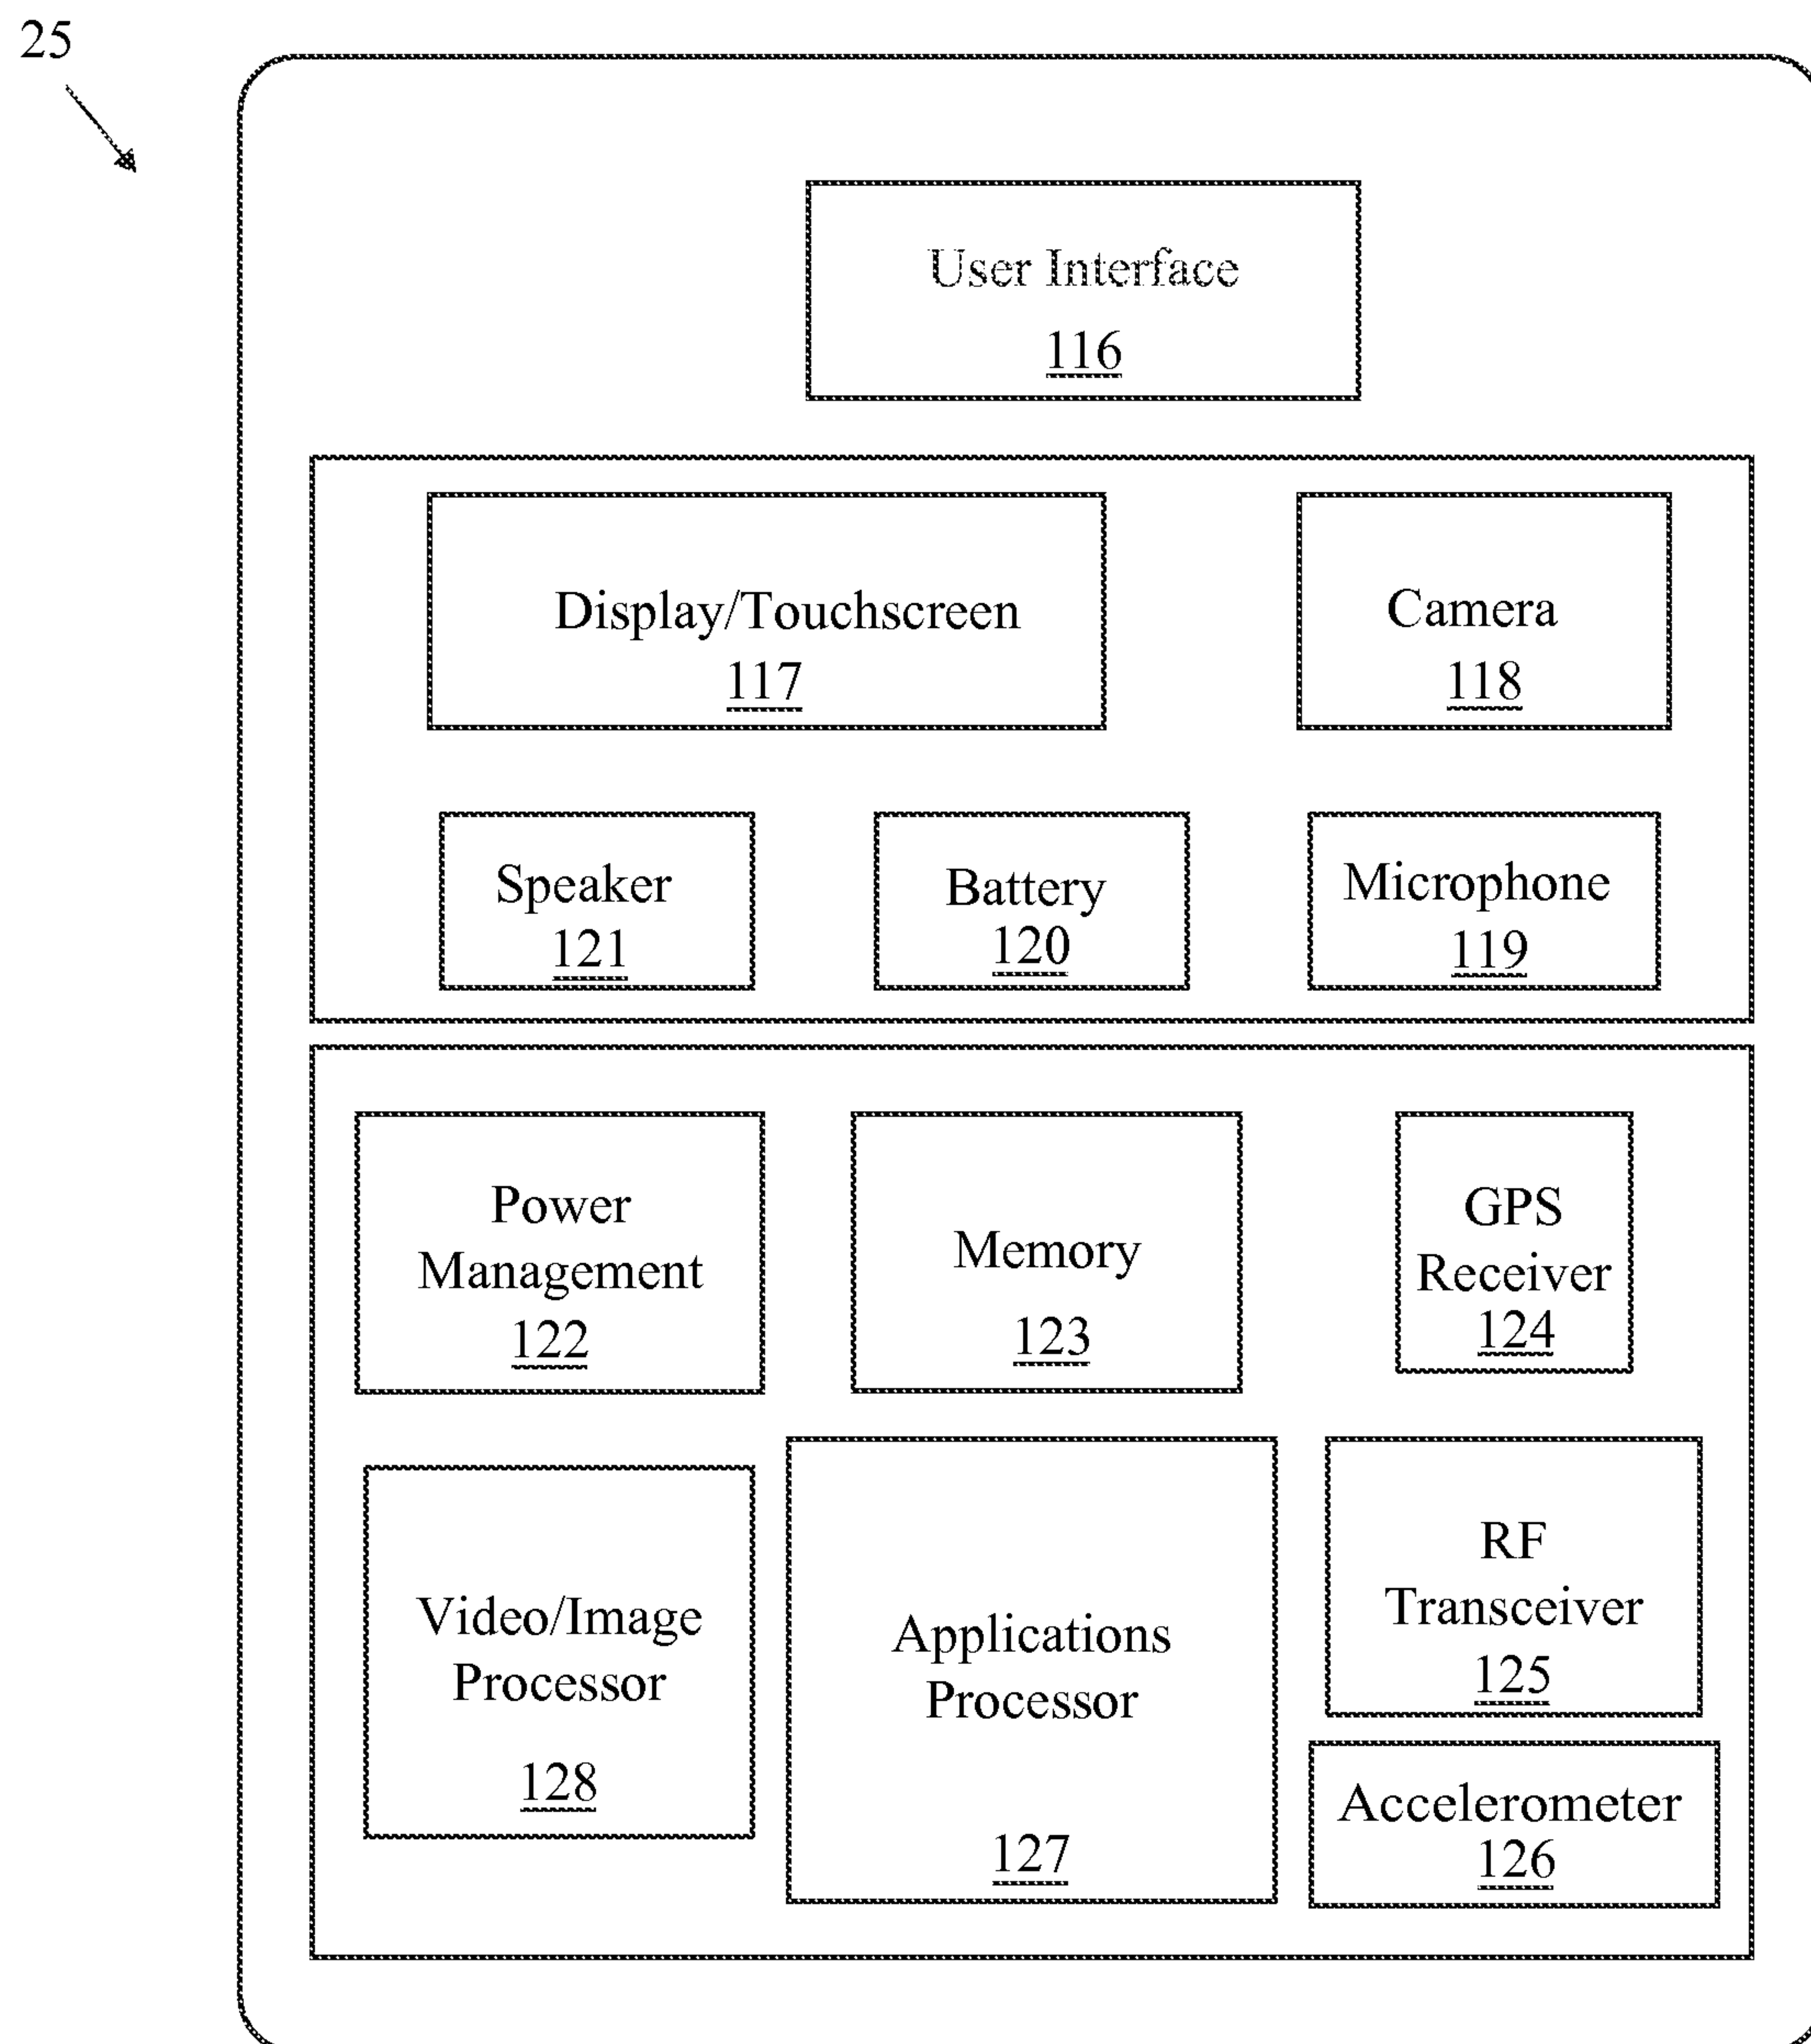 25
User Interface
116
Display/Touchscreen
117
Camera
118
Speaker
121
Battery
120
Microphone
119
Power
Management
122
Memory
123
GPS
Receiver
124
Video/Image
Processor
128
Applications
Processor
127
RF
Transceiver
125
Accelerometer
126